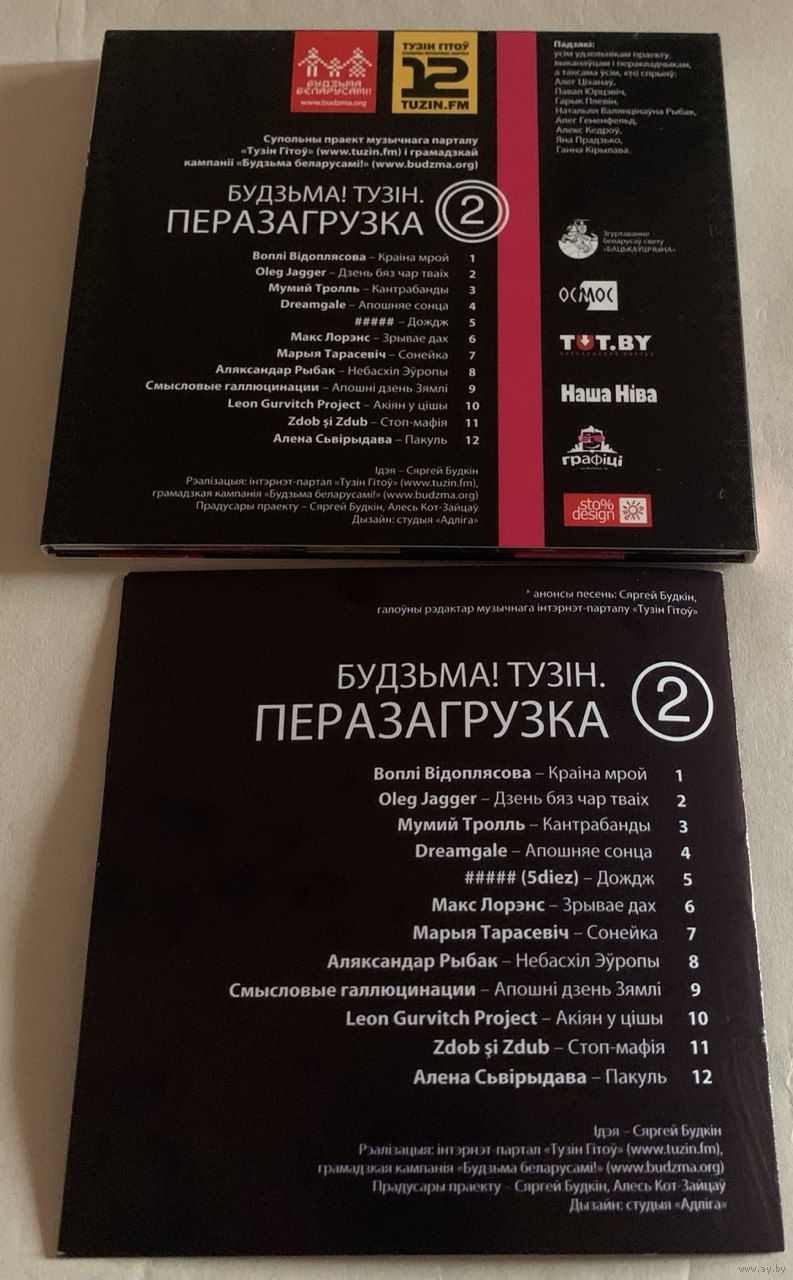 БУДЗЬМА
БЕЛАРУСАМІ!
www.budzma.org
ТУЗІН ГІТОЎ
12
TUZIN.FM
Супольны праект музычнага парталу
«Тузін Гітоў» (www.tuzin.fm) і грамадзкай
кампаніі «Будзьма беларусамі!» (www.budzma.org)
БУДЗЬМА! ТУЗІН.
ПЕРАЗАГРУЗКА 2
Воплі Відоплясова – Краіна мрой 1
Oleg Jagger – Дзень бяз чар тваіх 2
Мумий Тролль – Кантрабанды 3
Dreamgale – Апошняе сонца 4
##### – Дождж 5
Макс Лорэнс – Зрывае дах 6
Марыя Тарасевіч – Сонейка 7
Аляксандар Рыбак – Небасхіл Эўропы 8
Смысловые галлюцинации – Апошні дзень Зямлі 9
Leon Gurvitch Project – Акіян у цішы 10
Zdob și Zdub – Стоп-мафія 11
Алена Сьвірыдава – Пакуль 12
Ідэя – Сяргей Будкін
Рэалізацыя: інтэрнэт-партал «Тузін Гітоў» (www.tuzin.fm),
грамадзкая кампанія «Будзьма беларусамі!» (www.budzma.org)
Прадусары праекту – Сяргей Будкін, Алесь Кот-Зайцаў
Дызайн: студыя «Адліга»
Падзякі:
усім удзельнікам праекту,
выканаўцам і перакладчыкам,
а таксама ўсім, хто спрыяў:
Алег Ціханаў,
Павал Юрцэвіч,
Гарык Плевін,
Натальля Валянцінаўна Рыбак,
Алег Гененфельд,
Алекс Кедроў,
Яна Прадзько,
Ганна Кірылава.
Згуртаванне
беларусаў свету
«БАЦЬКАЎШЧЫНА»
ОСМОС
TUT.BY
Наша Ніва
графіці
sto%
design
* анонсы песень: Сяргей Будкін,
галоўны рэдактар музычнага інтэрнэт-парталу «Тузін Гітоў»
БУДЗЬМА! ТУЗІН.
ПЕРАЗАГРУЗКА 2
Воплі Відоплясова – Краіна мрой 1
Oleg Jagger – Дзень бяз чар тваіх 2
Мумий Тролль – Кантрабанды 3
Dreamgale – Апошняе сонца 4
##### (5diez) – Дождж 5
Макс Лорэнс – Зрывае дах 6
Марыя Тарасевіч – Сонейка 7
Аляксандар Рыбак – Небасхіл Эўропы 8
Смысловые галлюцинации – Апошні дзень Зямлі 9
Leon Gurvitch Project – Акіян у цішы 10
Zdob și Zdub – Стоп-мафія 11
Алена Сьвірыдава – Пакуль 12
Ідэя – Сяргей Будкін
Рэалізацыя: інтэрнэт-партал «Тузін Гітоў» (www.tuzin.fm),
грамадзкая кампанія «Будзьма беларусамі!» (www.budzma.org)
Прадусары праекту – Сяргей Будкін, Алесь Кот-Зайцаў
Дызайн: студыя «Адліга»
www.ay.by